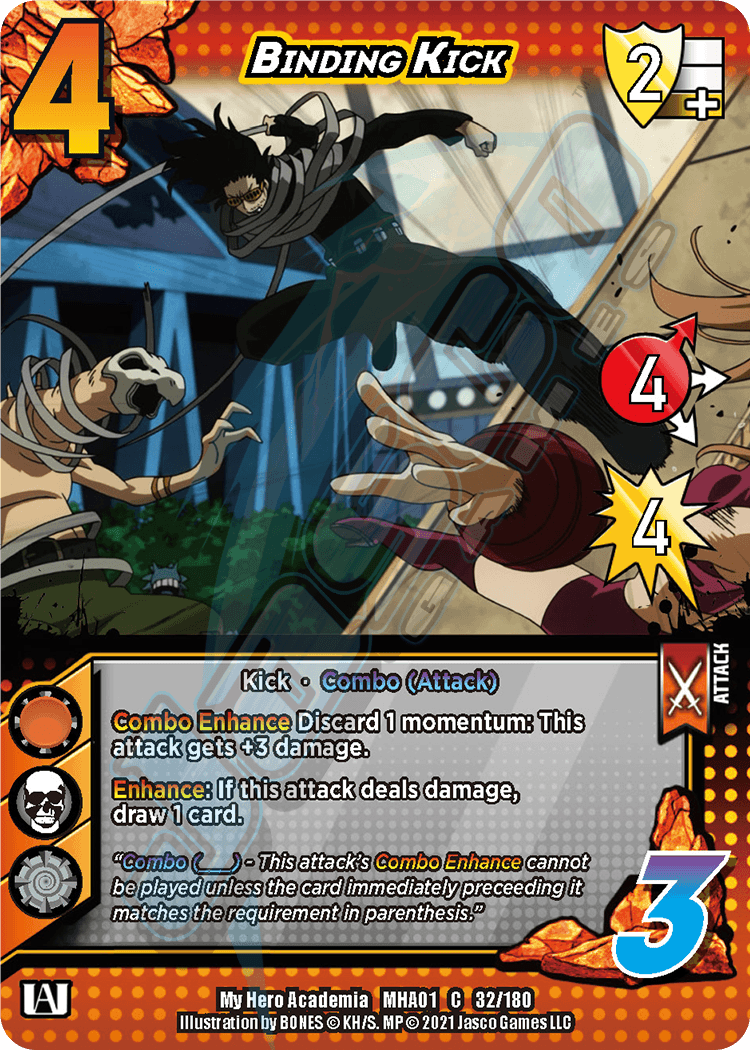 4
BINDING KICK
2
+
4
4
ATTACK
Kick · Combo (Attack)
Combo Enhance Discard 1 momentum: This
attack gets +3 damage.
Enhance: If this attack deals damage,
draw 1 card.
"Combo (___) - This attack's Combo Enhance cannot
be played unless the card immediately preceeding it
matches the requirement in parenthesis."
3
UA
My Hero Academia MHA01 C 32/180
Illustration by BONES © KH/S. MP © 2021 Jasco Games LLC